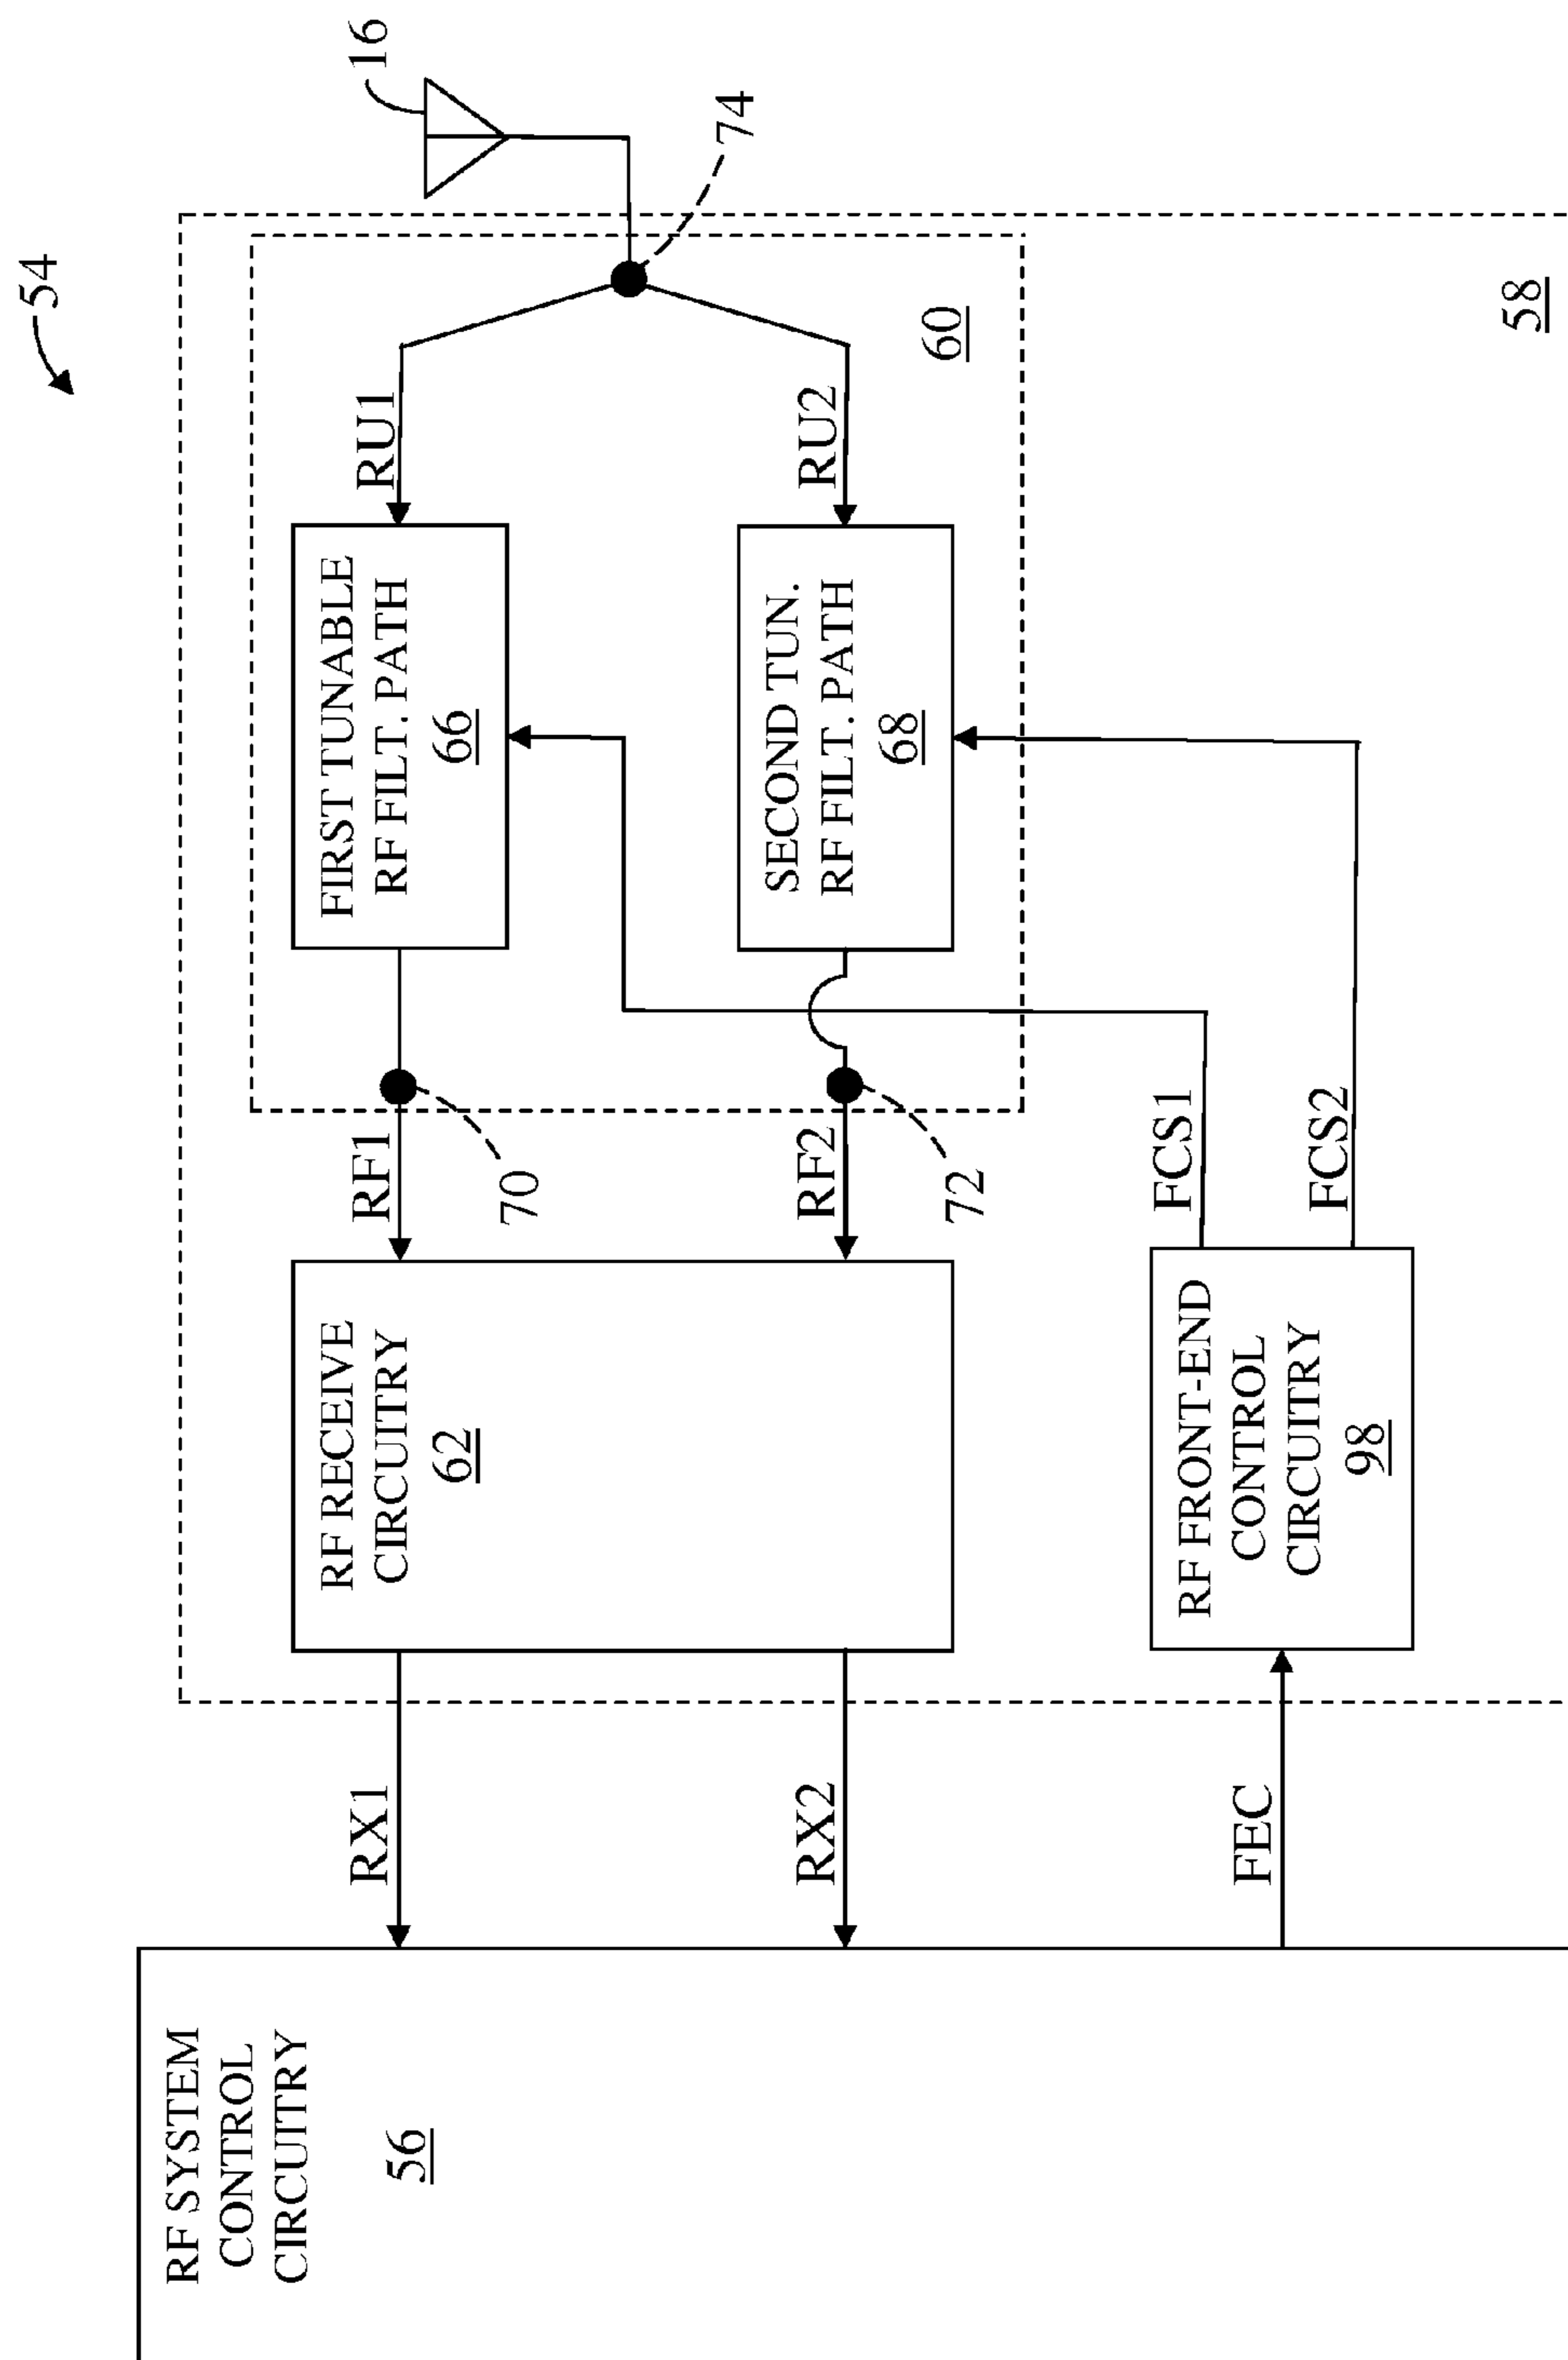 54
16
74
RU1
RU2
60
58
FIRST TUNABLE
RF FILT. PATH
66
SECOND TUN.
RF FILT. PATH
68
RF1
70
RF2
72
FCS1
FCS2
RF RECEIVE
CIRCUITRY
62
RF FRONT-END
CONTROL
CIRCUITRY
98
RX1
RX2
FEC
RF SYSTEM
CONTROL
CIRCUITRY
56